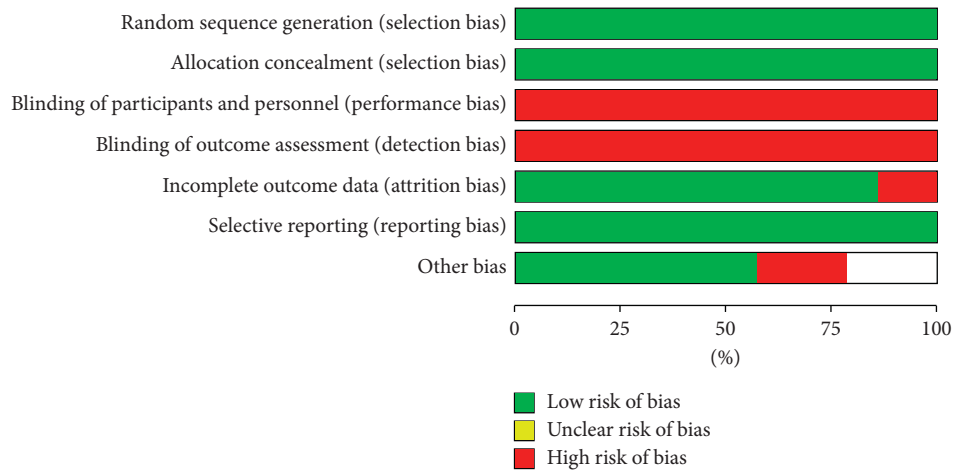 Random sequence generation (selection bias)
Allocation concealment (selection bias)
Blinding of participants and personnel (performance bias)
Blinding of outcome assessment (detection bias)
Incomplete outcome data (attrition bias)
Selective reporting (reporting bias)
Other bias
0 25 50 75 100
(%)
Low risk of bias
Unclear risk of bias
High risk of bias